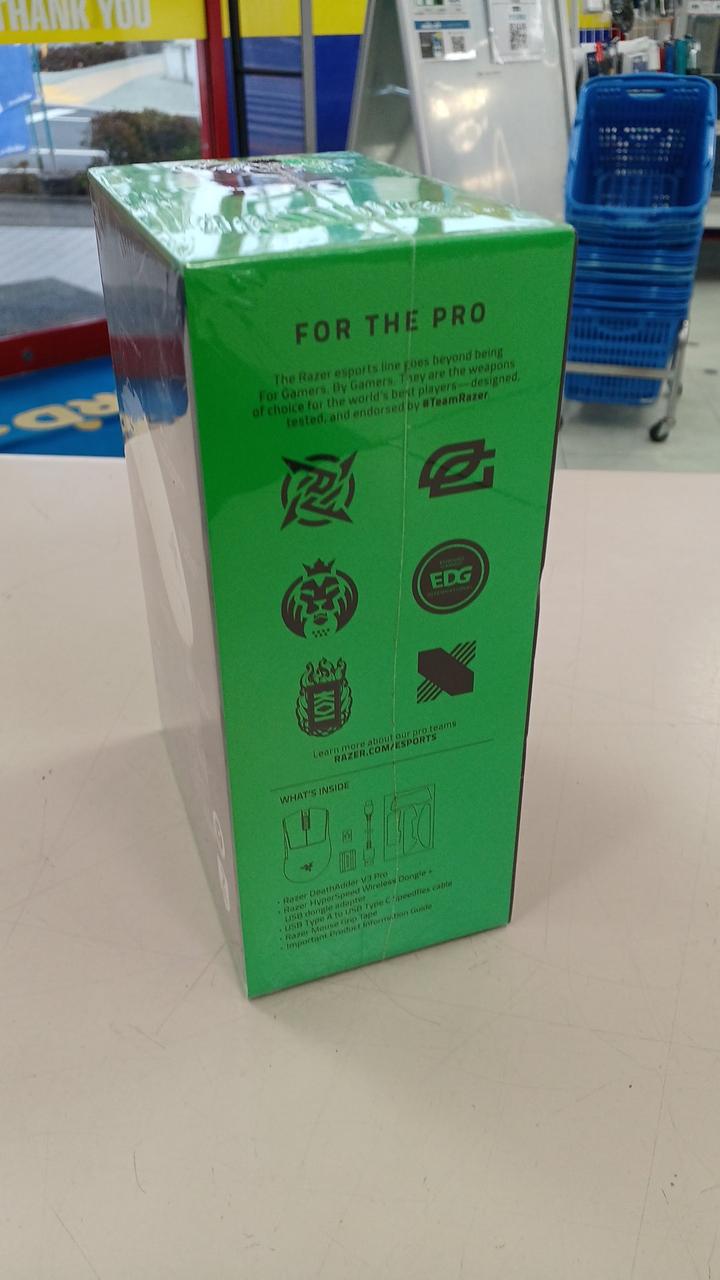 THANK YOU
FOR THE PRO
The Razer esports line goes beyond being
For Gamers. By Gamers. They are the weapons
of choice for the world's best players—designed,
tested, and endorsed by #TeamRazer
EDG
KOI
Learn more about our pro teams
RAZER.COM/ESPORTS
WHAT'S INSIDE
• Razer DeathAdder V3 Pro
• Razer HyperSpeed Wireless Dongle +
USB dongle adapter
• USB Type A to USB Type C Speedflex cable
• Razer Mouse Grip Tape
• Important Product Information Guide